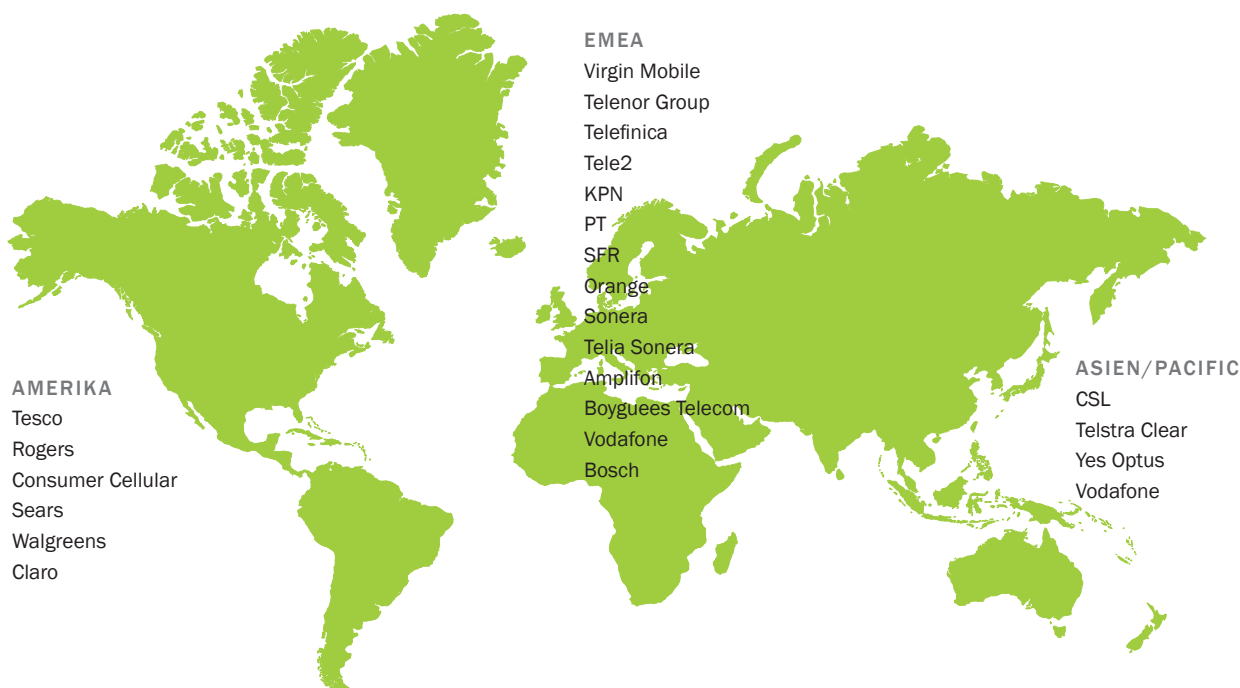 EMEA
Virgin Mobile
Telenor Group
Telefinica
Tele2
KPN
PT
SFR
Orange
Sonera
Telia Sonera
Amplifon
Boyguees Telecom
Vodafone
Bosch
AMERIKA
Tesco
Rogers
Consumer Cellular
Sears
Walgreens
Claro
ASIEN/PACIFIC
CSL
Telstra Clear
Yes Optus
Vodafone